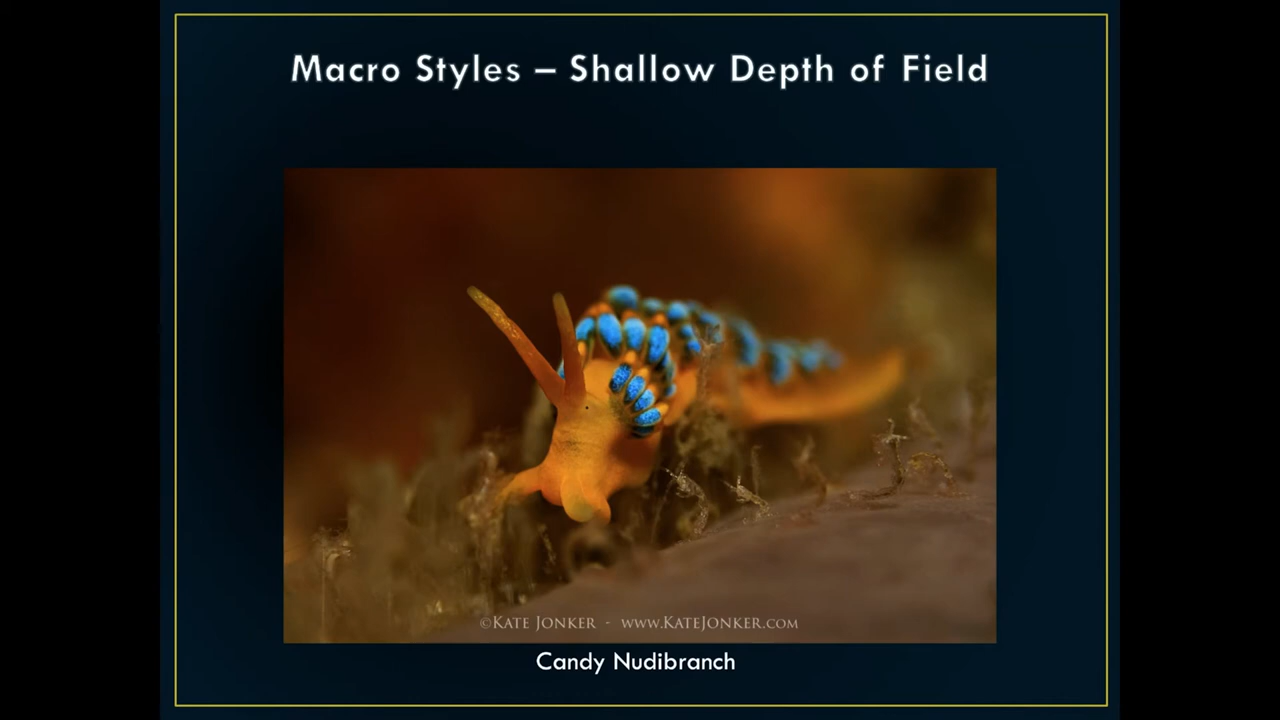 Macro Styles – Shallow Depth of Field
©Kate Jonker - www.KateJonker.com
Candy Nudibranch